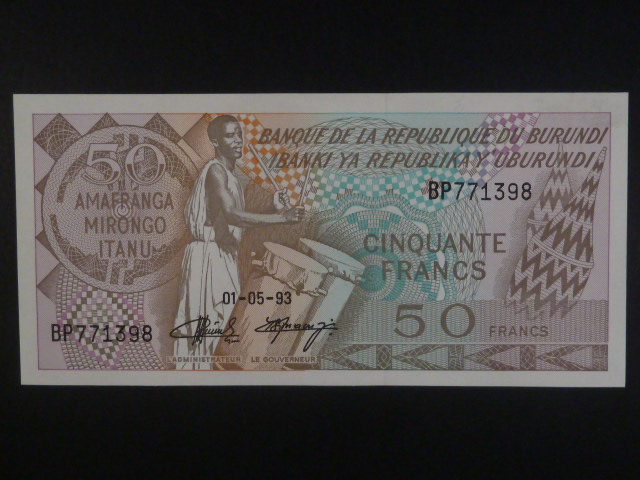 BANQUE DE LA REPUBLIQUE DU BURUNDI
IBANKI YA REPUBLIKA Y'UBURUNDI
50
AMAFRANGA
MIRONGO
ITANU
BP771398
CINQUANTE
FRANCS
01-05-93
BP771398
50 FRANCS
L'ADMINISTRATEUR LE GOUVERNEUR